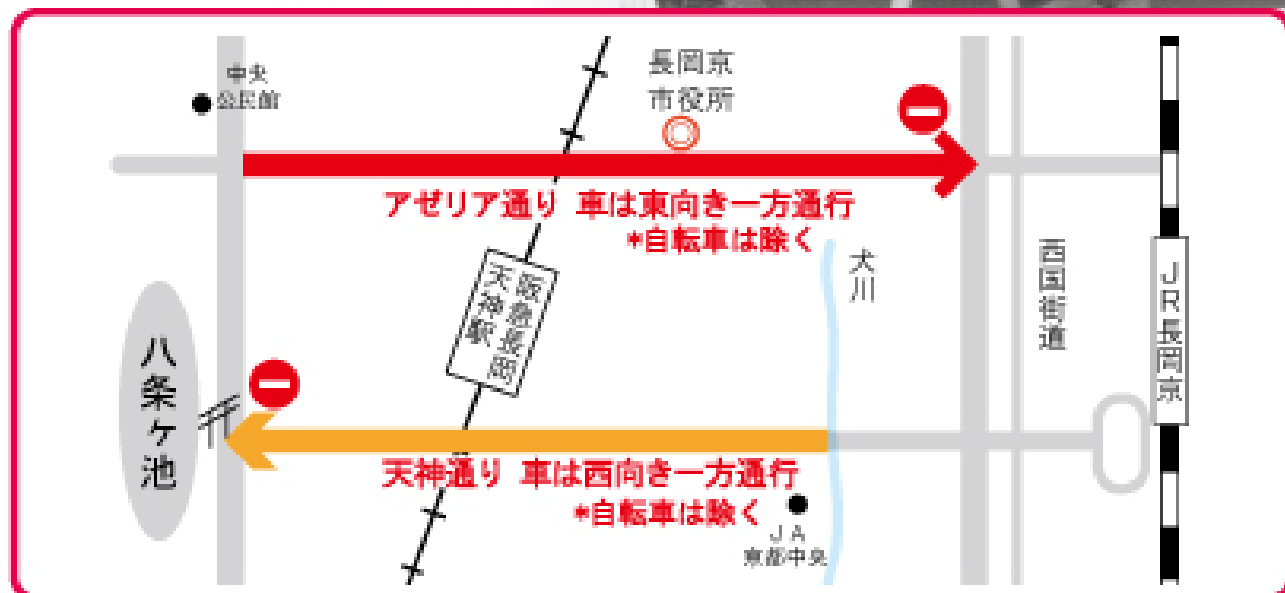 中央
公民館
長岡京
市役所
アゼリア通り 車は東向き一方通行
*自転車は除く
犬川
西国街道
JR長岡京
阪急長岡
天神駅
八条ヶ池
天神通り 車は西向き一方通行
*自転車は除く
JA
京都中央